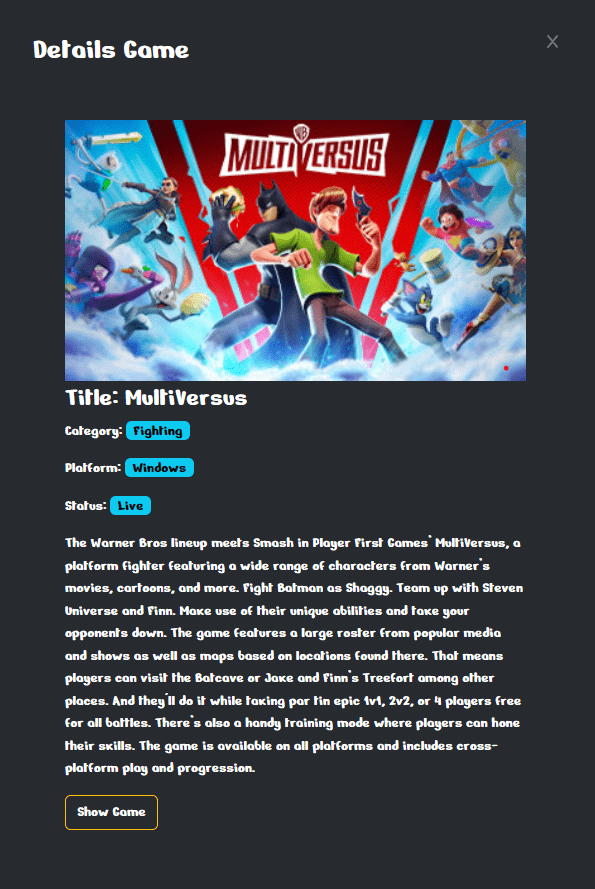 Details Game
X
WB
MULTIVERSUS
Title: MultiVersus
Category: Fighting
Platform: Windows
Status: Live
The Warner Bros lineup meets Smash in Player First Games' MultiVersus, a
platform fighter featuring a wide range of characters from Warner's
movies, cartoons, and more. Fight Batman as Shaggy. Team up with Steven
Universe and Finn. Make use of their unique abilities and take your
opponents down. The game features a large roster from popular media
and shows as well as maps based on locations found there. That means
players can visit the Batcave or Jake and Finn's Treefort among other
places. And they'll do it while taking par tin epic 1v1, 2v2, or 4 players free
for all battles. There's also a handy training mode where players can hone
their skills. The game is available on all platforms and includes cross-
platform play and progression.
Show Game